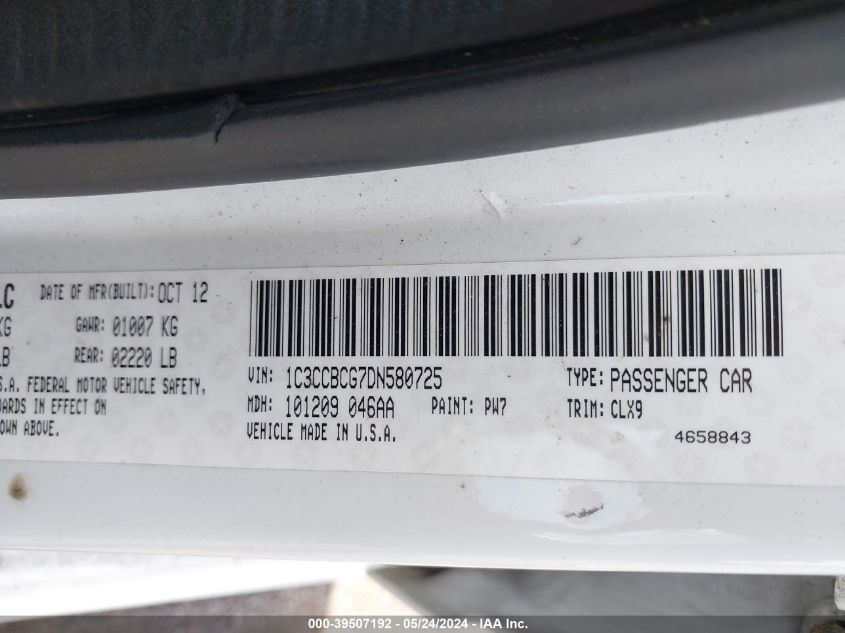 LC DATE OF MFR(BUILT): OCT 12
KG GAWR: 01007 KG
LB REAR: 02220 LB
S.A. FEDERAL MOTOR VEHICLE SAFETY,
DARDS IN EFFECT ON
OWN ABOVE.
VIN: 1C3CCBCG7DN580725 TYPE: PASSENGER CAR
MDH: 101209 046AA PAINT: PW7 TRIM: CLX9
VEHICLE MADE IN U.S.A.
4658843
000-39507192 - 05/24/2024 - IAA Inc.